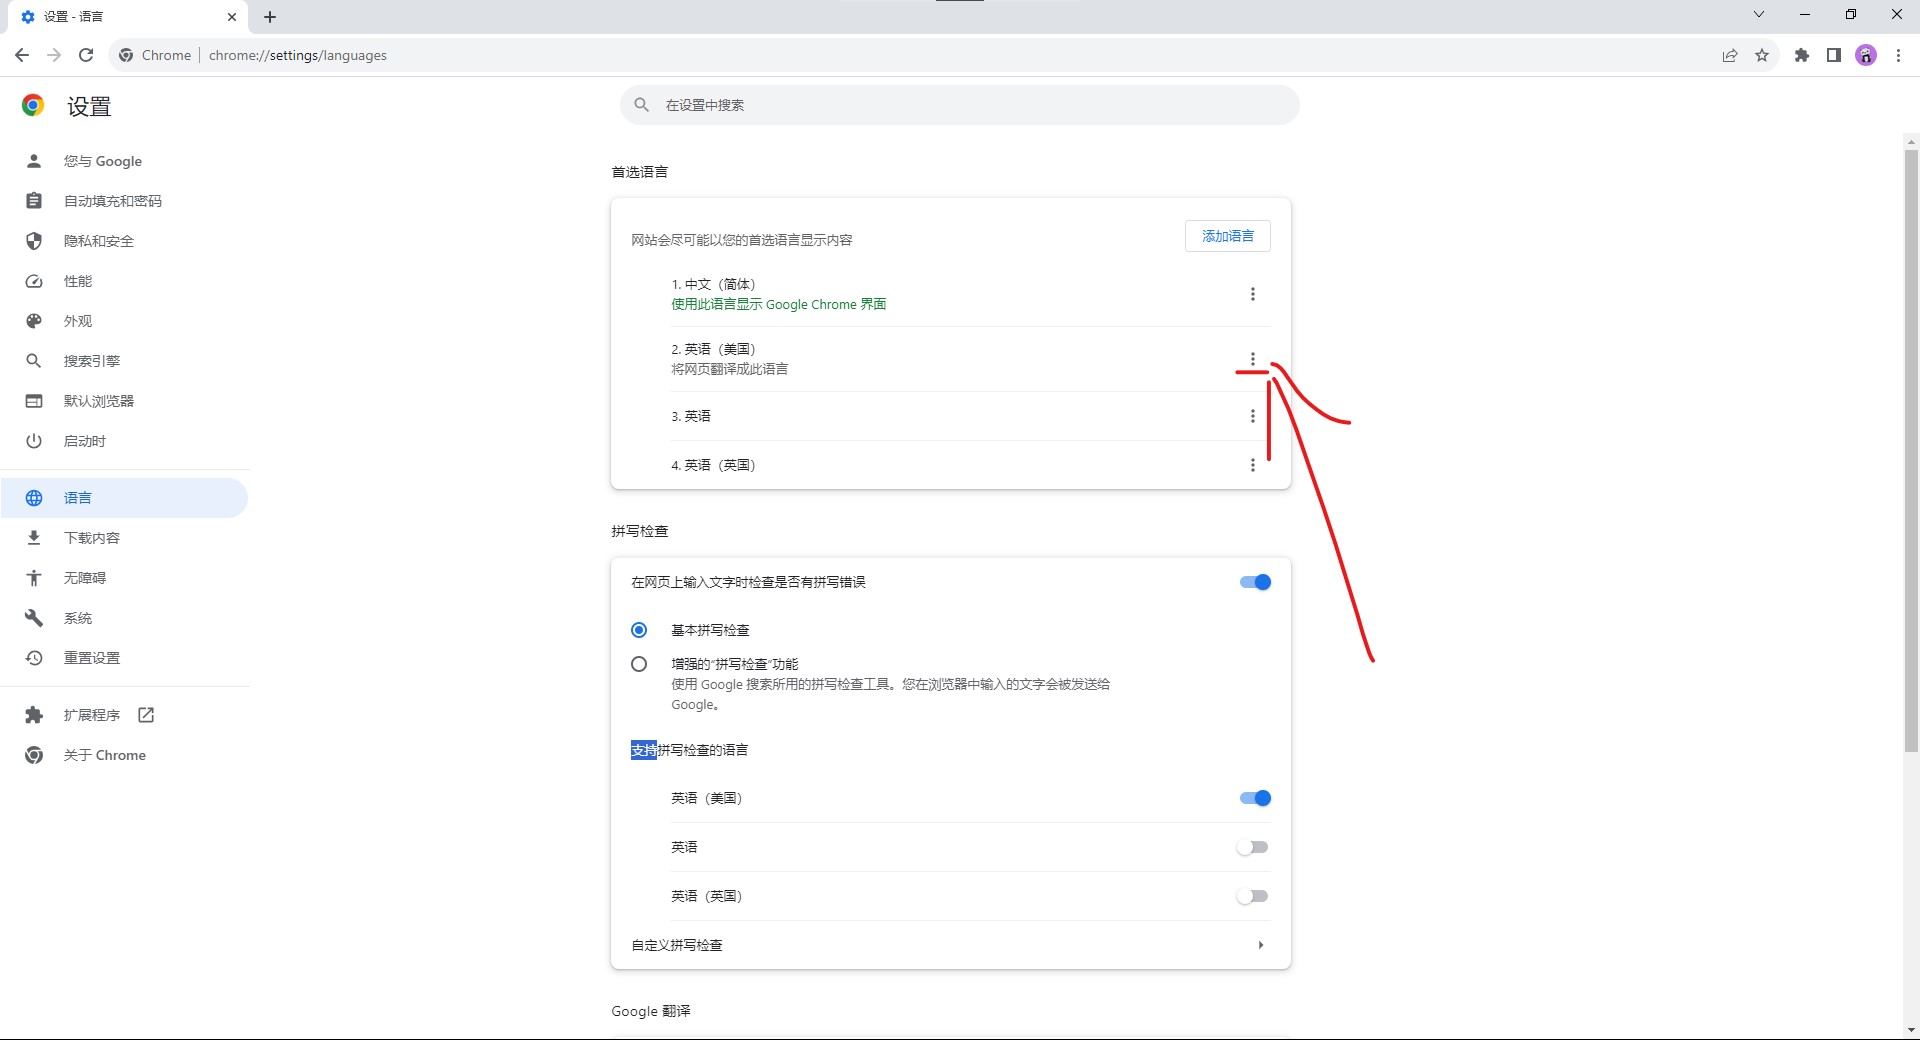 设置 - 语言
Chrome
chrome://settings/languages
设置
在设置中搜索
您与 Google
自动填充和密码
隐私和安全
性能
外观
搜索引擎
默认浏览器
启动时
语言
下载内容
无障碍
系统
重置设置
扩展程序
关于 Chrome
首选语言
网站会尽可能以您的首选语言显示内容
添加语言
1. 中文（简体）
使用此语言显示 Google Chrome 界面
2. 英语（美国）
将网页翻译成此语言
3. 英语
4. 英语（英国）
拼写检查
在网页上输入文字时检查是否有拼写错误
基本拼写检查
增强的“拼写检查”功能
使用 Google 搜索所用的拼写检查工具。您在浏览器中输入的文字会被发送给
Google。
支持拼写检查的语言
英语（美国）
英语
英语（英国）
自定义拼写检查
Google 翻译